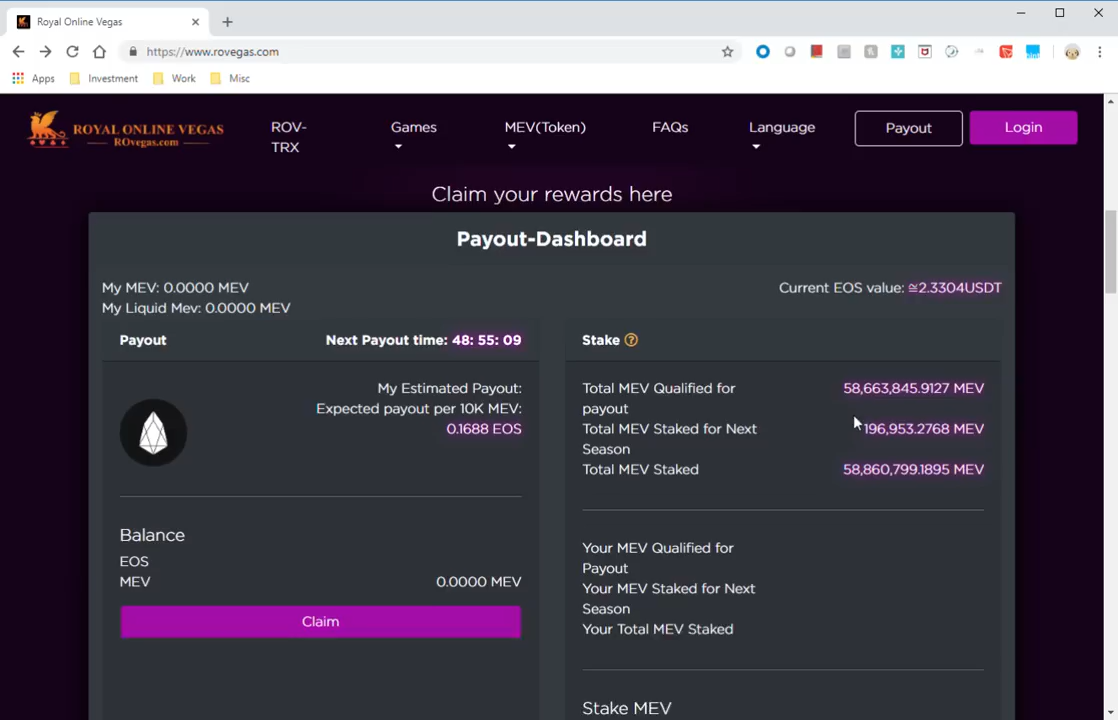 Royal Online Vegas
https://www.rovegas.com
Apps Investment Work Misc
ROYAL ONLINE VEGAS
ROvegas.com
ROV-
TRX
Games
MEV(Token)
FAQs
Language
Payout
Login
Claim your rewards here
Payout-Dashboard
My MEV: 0.0000 MEV
My Liquid Mev: 0.0000 MEV
Current EOS value: ≅2.3304USDT
Payout
Next Payout time: 48: 55: 09
My Estimated Payout:
Expected payout per 10K MEV:
0.1688 EOS
Balance
EOS
MEV 0.0000 MEV
Claim
Stake ?
Total MEV Qualified for 58,663,845.9127 MEV
payout
Total MEV Staked for Next 196,953.2768 MEV
Season
Total MEV Staked 58,860,799.1895 MEV
Your MEV Qualified for
Payout
Your MEV Staked for Next
Season
Your Total MEV Staked
Stake MEV